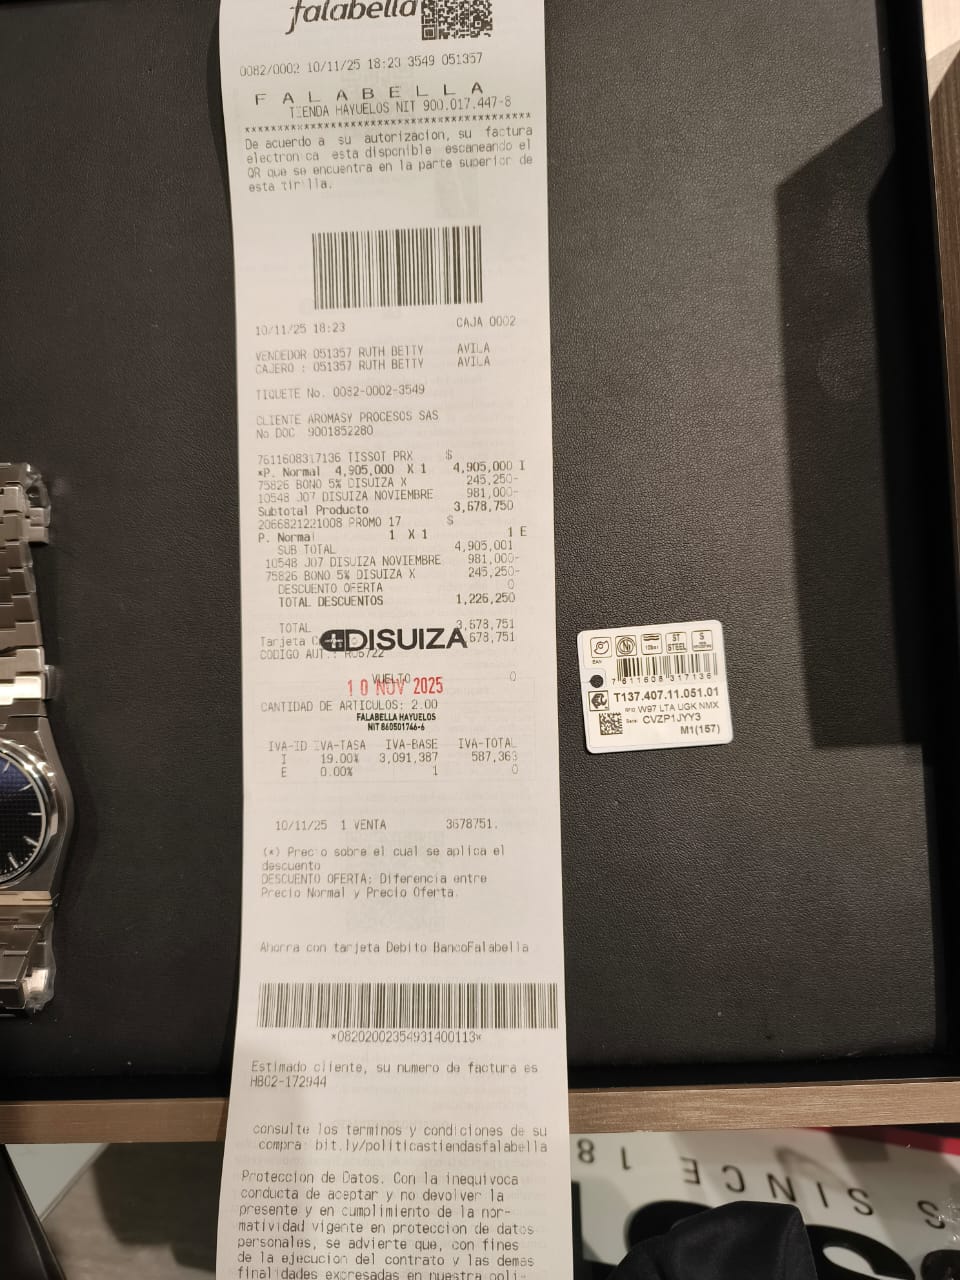 falabella
0082/0002 10/11/25 18:23 3549 051357
F A L A B E L L A
TIENDA HAYUELOS NIT 900.017.447-8
****************************************
De acuerdo a su autorizacion, su factura
electronica esta disponible escaneando el
QR que se encuentra en la parte superior de
esta tirilla.
10/11/25 18:23 CAJA 0002
VENDEDOR 051357 RUTH BETTY AVILA
CAJERO : 051357 RUTH BETTY AVILA
TIQUETE No. 0082-0002-3549
CLIENTE AROMASY PROCESOS SAS
No DOC 9001852280
7611608317136 TISSOT PRX $
*P. Normal 4,905,000 X 1 4,905,000 I
75826 BONO 5% DISUIZA X 245,250-
10548 J07 DISUIZA NOVIEMBRE 981,000-
Subtotal Producto 3,678,750
2066821221008 PROMO 17 $
P. Normal 1 X 1 1 E
SUB TOTAL 4,905,001
10548 J07 DISUIZA NOVIEMBRE 981,000-
75826 BONO 5% DISUIZA X 245,250-
DESCUENTO OFERTA 0
TOTAL DESCUENTOS 1,226,250
TOTAL 3,678,751
Tarjeta 678,751
DISUIZA
CODIGO AUT.:
VUELTO 0
10 NOV 2025
CANTIDAD DE ARTICULOS: 2.00
FALABELLA HAYUELOS
NIT 860501746-6
IVA-ID IVA-TASA IVA-BASE IVA-TOTAL
I 19.00% 3,091,387 587,363
E 0.00% 1 0
10/11/25 1 VENTA 3678751.
(*) Precio sobre el cual se aplica el
descuento
DESCUENTO OFERTA: Diferencia entre
Precio Normal y Precio Oferta.
Ahorra con tarjeta Debito BancoFalabella
*08202002354931400113*
Estimado cliente, su numero de factura es
HBC2-172944
consulte los terminos y condiciones de su
compra bit.ly/politicastiendasfalabella
Proteccion de Datos. Con la inequivoca
conducta de aceptar y no devolver la
presente y en cumplimiento de la nor-
matividad vigente en proteccion de datos
personales, se advierte que, con fines
de la ejecucion del contrato y las demas
finalidades expresadas en nuestra poli-
EAN
10bar
ST
STEEL
S
7 611608 317136
T137.407.11.051.01
W97 LTA UGK NMX
CVZP1JYY3
M1(157)
S SINCE 18